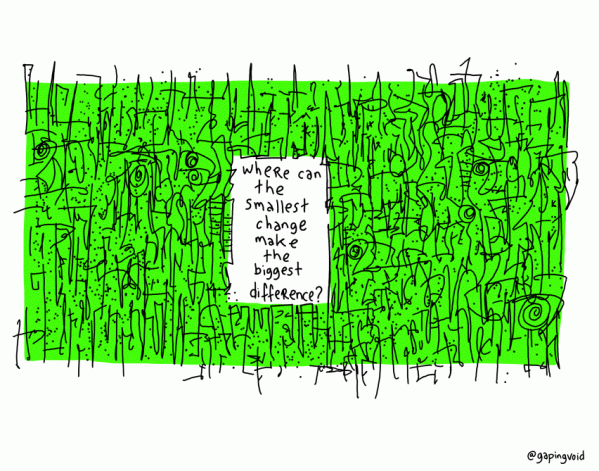 where can
the
smallest
change
make
the
biggest
difference?
@gapingvoid